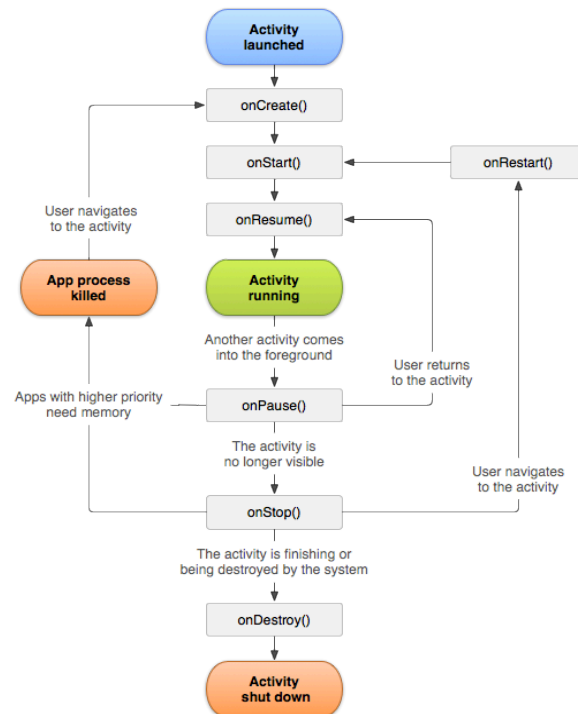 Activity
launched
onCreate()
onStart()
onRestart()
onResume()
User navigates
to the activity
App process
killed
Activity
running
Another activity comes
into the foreground
User returns
to the activity
Apps with higher priority
need memory
onPause()
The activity is
no longer visible
User navigates
to the activity
onStop()
The activity is finishing or
being destroyed by the system
onDestroy()
Activity
shut down